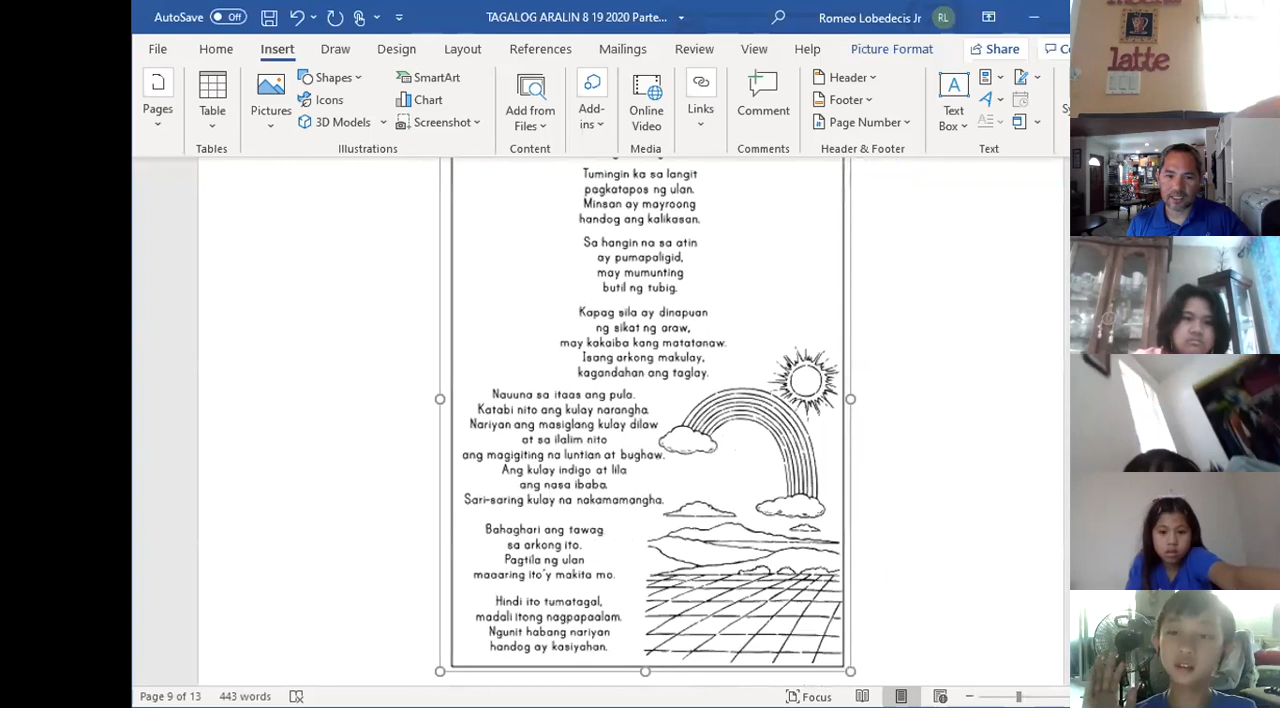 AutoSave Off
TAGALOG ARALIN 8 19 2020 Parte...
Romeo Lobedecis Jr RL
File Home Insert Draw Design Layout References Mailings Review View Help Picture Format Share
Pages
Table
Tables
Pictures
Shapes
Icons
3D Models
SmartArt
Chart
Screenshot
Illustrations
Add from
Files
Content
Add-
ins
Online
Video
Media
Links
Comment
Comments
Header
Footer
Page Number
Header & Footer
Text
Box
Text
Tumingin ka sa langit
pagkatapos ng ulan.
Minsan ay mayroong
handog ang kalikasan.
Sa hangin na sa atin
ay pumapaligid,
may mumunting
butil ng tubig.
Kapag sila ay dinapuan
ng sikat ng araw,
may kakaiba kang matatanaw.
Isang arkong makulay,
kagandahan ang taglay.
Nauuna sa itaas ang pula.
Katabi nito ang kulay narangha.
Nariyan ang masiglang kulay dilaw
at sa ilalim nito
ang magigiting na luntian at bughaw.
Ang kulay indigo at lila
ang nasa ibaba.
Sari-saring kulay na nakamamangha.
Bahaghari ang tawag
sa arkong ito.
Pagtila ng ulan
maaaring ito'y makita mo.
Hindi ito tumatagal,
madali itong nagpapaalam.
Ngunit habang nariyan
handog ay kasiyahan.
Page 9 of 13 443 words Focus
latte